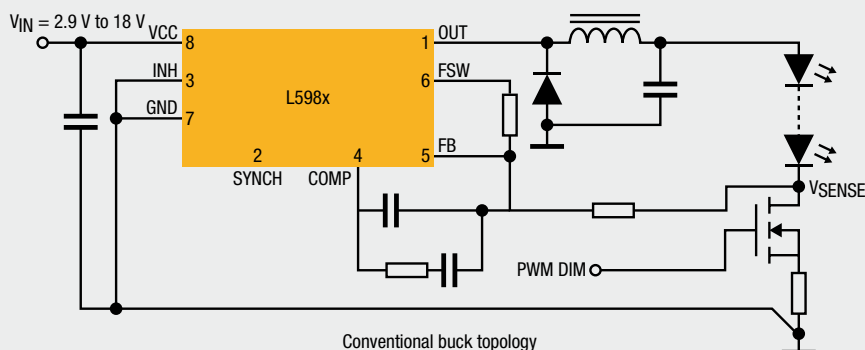 V_IN = 2.9 V to 18 V
VCC
8
INH
3
GND
7
L598x
1
OUT
6
FSW
5
FB
2
SYNCH
4
COMP
V_SENSE
PWM DIM
Conventional buck topology